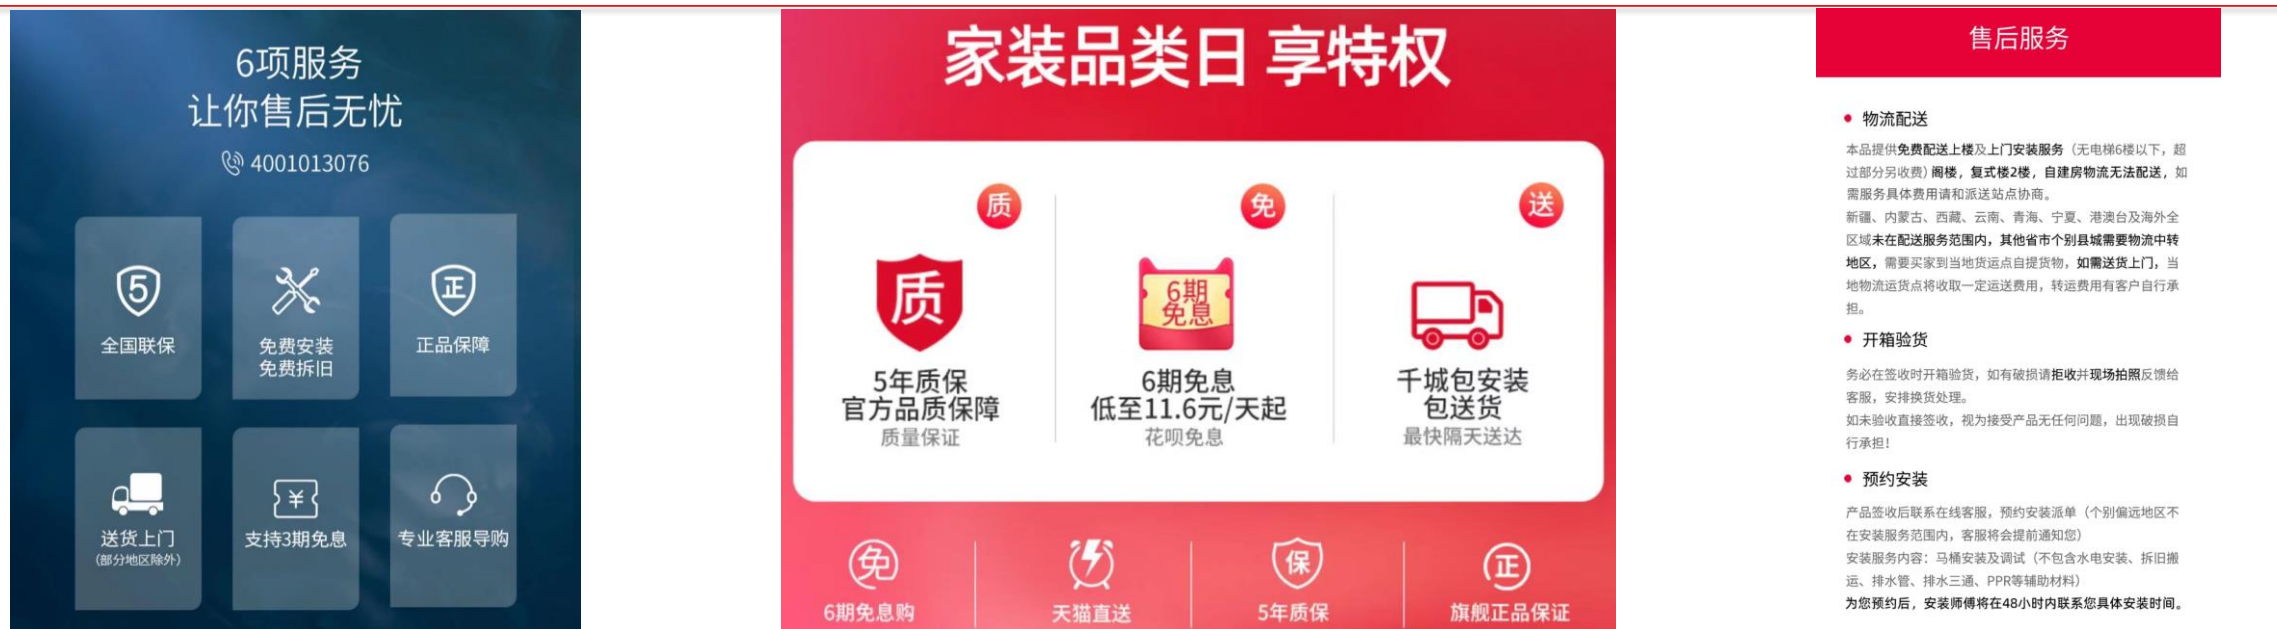 6项服务
让你售后无忧
4001013076
5
全国联保
免费安装
免费拆旧
正
正品保障
送货上门
(部分地区除外)
¥
支持3期免息
专业客服导购
家装品类日 享特权
质
质
5年质保
官方品质保障
质量保证
免
6期
免息
6期免息
低至11.6元/天起
花呗免息
送
千城包安装
包送货
最快隔天送达
免
6期免息购
天猫直送
保
5年质保
正
旗舰正品保证
售后服务
物流配送
本品提供免费配送上楼及上门安装服务（无电梯6楼以下，超
过部分另收费）阁楼，复式楼2楼，自建房物流无法配送，如
需服务具体费用请和派送站点协商。
新疆、内蒙古、西藏、云南、青海、宁夏、港澳台及海外全
区域未在配送服务范围内，其他省市个别县城需要物流中转
地区，需要买家到当地货运点自提货物，如需送货上门，当
地物流运货点将收取一定运送费用，转运费用有客户自行承
担。
开箱验货
务必在签收时开箱验货，如有破损请拒收并现场拍照反馈给
客服，安排换货处理。
如未验收直接签收，视为接受产品无任何问题，出现破损自
行承担！
预约安装
产品签收后联系在线客服，预约安装派单（个别偏远地区不
在安装服务范围内，客服将会提前通知您）
安装服务内容：马桶安装及调试（不包含水电安装、拆旧搬
运、排水管、排水三通、PPR等辅助材料）
为您预约后，安装师傅将在48小时内联系您具体安装时间。